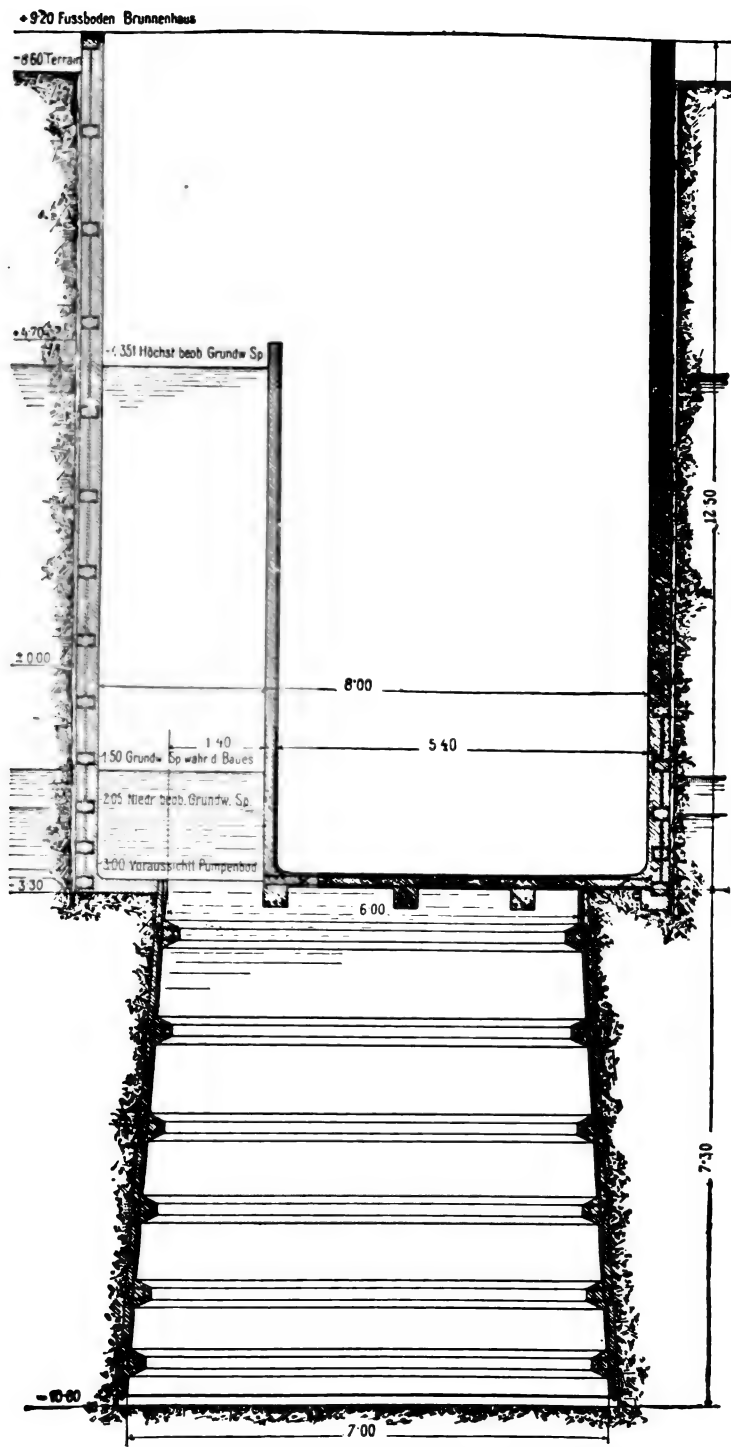 + 9·20 Fussboden Brunnenhaus
-8·60 Terrain
+4·70
+4·351 Höchst beob. Grundw. Sp.
12·50
± 0·00
8·00
1·40
5·40
-1·50 Grundw. Sp währ d. Baues
-2·05 Niedr beob. Grundw. Sp.
-3·00 Voraussichtl Pumpenbod
-3·30
6·00
7·30
-10·60
7·00